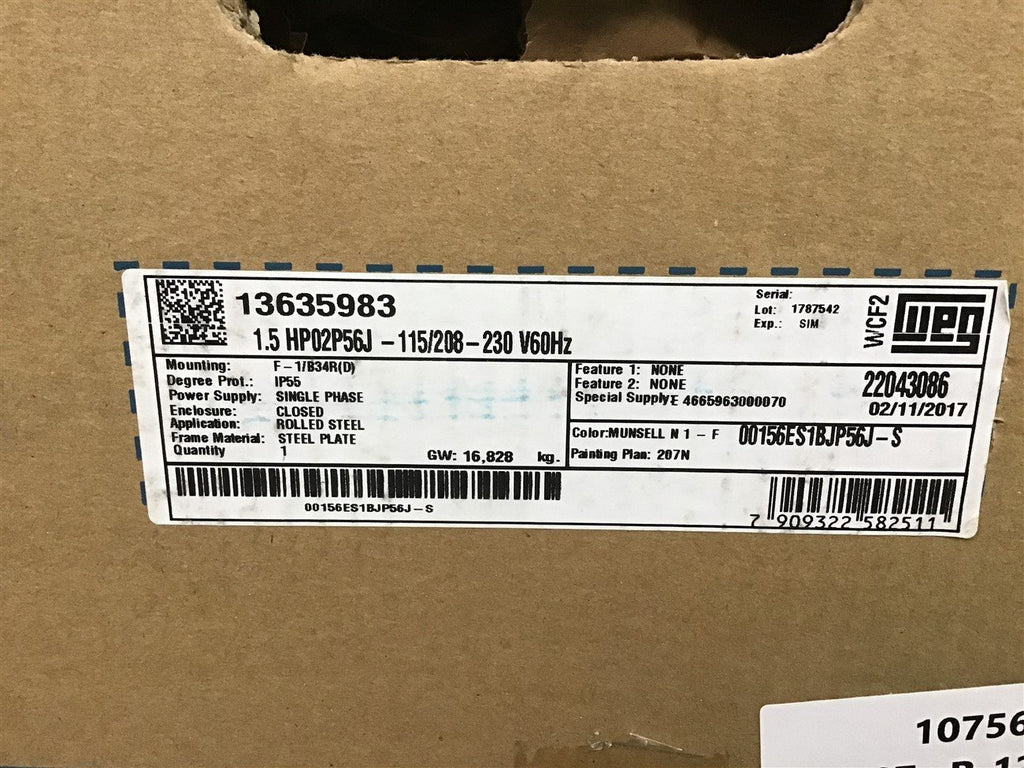 13635983
1.5 HP02P56J - 115/208-230 V60Hz
Serial:
Lot: 1787542
Exp.: SIM
WCF2
WEG
Mounting: F-1/B34R(D)
Degree Prot.: IP55
Power Supply: SINGLE PHASE
Enclosure: CLOSED
Application: ROLLED STEEL
Frame Material: STEEL PLATE
Quantity 1
GW: 16,828 kg.
Feature 1: NONE
Feature 2: NONE
Special Supply: E 4665963000070
22043086
02/11/2017
Color:MUNSELL N 1 - F
00156ES1BJP56J-S
Painting Plan: 207N
00156ES1BJP56J-S
7 909322 582511
10756